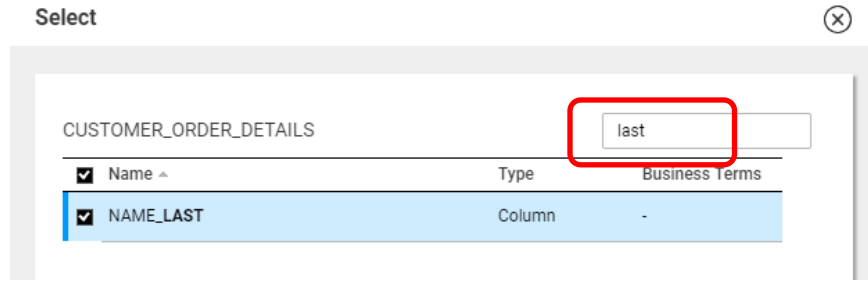 Select
CUSTOMER_ORDER_DETAILS last
Name Type Business Terms
NAME_LAST Column -